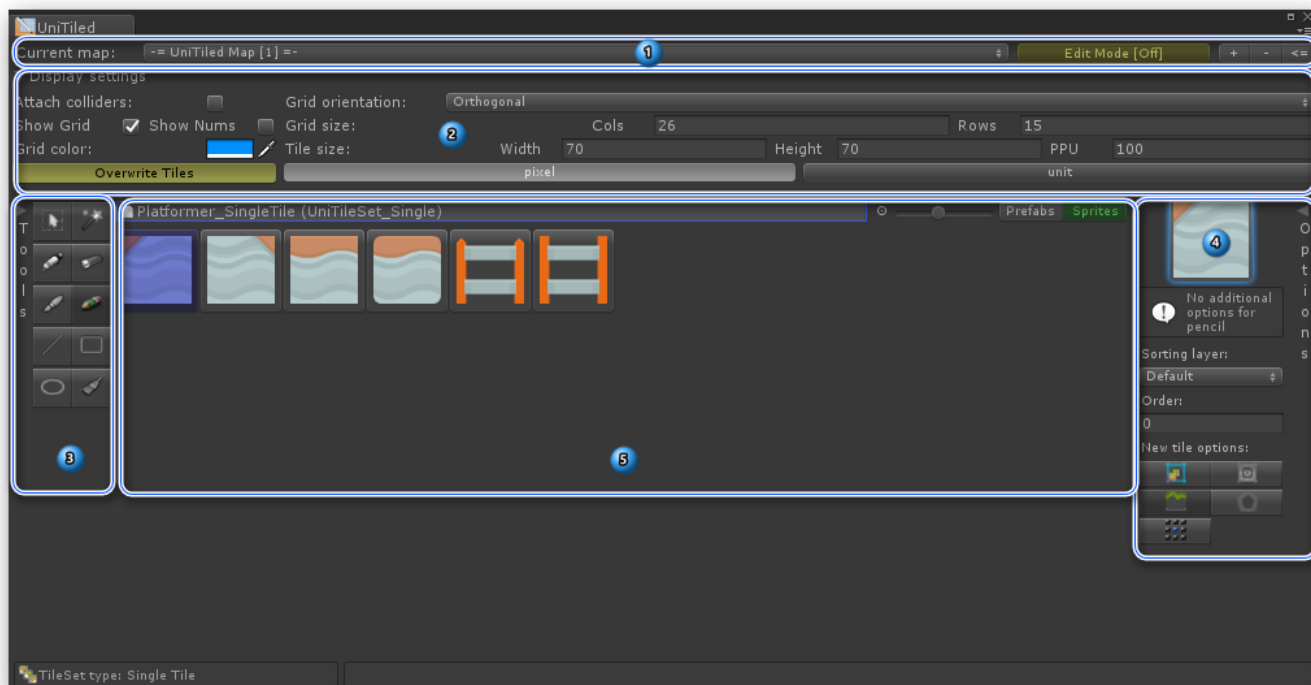 UniTiled
Current map: -= UniTiled Map [1] =- 1 Edit Mode [Off] + - <=
Display settings
Attach colliders: Grid orientation: Orthogonal
Show Grid Show Nums Grid size: 2 Cols 26 Rows 15
Grid color: Tile size: Width 70 Height 70 PPU 100
Overwrite Tiles pixel unit
Tools
3
Platformer_SingleTile (UniTileSet_Single) Prefabs Sprites
5
4
Options
No additional
options for
pencil
Sorting layer:
Default
Order:
0
New tile options:
TileSet type: Single Tile